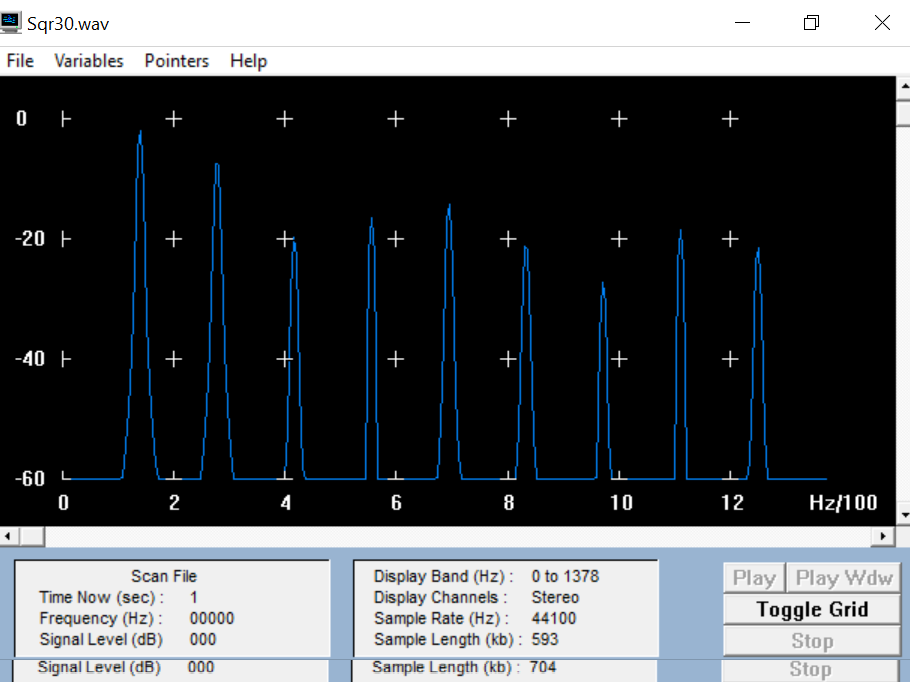 Sqr30.wav
File Variables Pointers Help
0
-20
-40
-60
0 2 4 6 8 10 12 Hz/100
Scan File
Time Now (sec) : 1
Frequency (Hz) : 00000
Signal Level (dB) 000
Signal Level (dB) 000
Display Band (Hz) : 0 to 1378
Display Channels : Stereo
Sample Rate (Hz) : 44100
Sample Length (kb) : 593
Sample Length (kb) : 704
Play Play Wdw
Toggle Grid
Stop
Stop